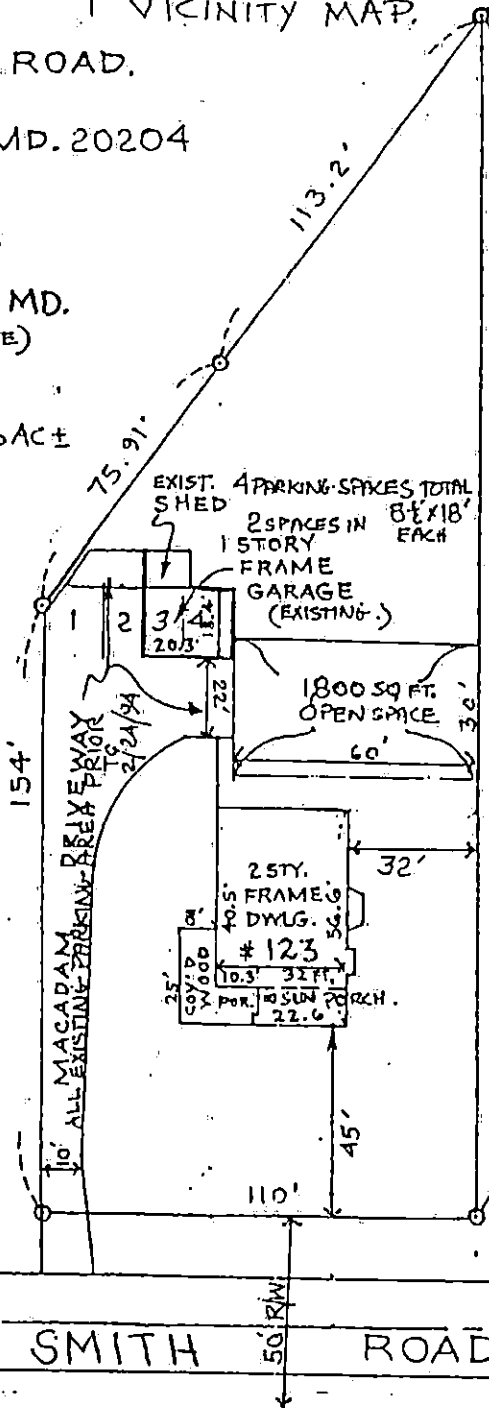 VICINITY MAP.
ROAD.
MD. 20204
MD.
AC±
113.2'
75.91'
EXIST. SHED
4 PARKING SPACES TOTAL
8½'X18'
EACH
2 SPACES IN
1 STORY
FRAME
GARAGE
(EXISTING.)
1 2 3 4
20.3'
22'
1800 SQ FT.
OPEN SPACE
30'
60'
154'
MACADAM DRIVEWAY
ALL EXISTING PARKING AREA PRIOR
TO
2/24/94
32'
2 STY.
FRAME
DWLG.
# 123
40.5'
56.6'
10.3' 32 FT.
25'
COV'D
WOOD
POR.
SUN PORCH.
22.6
45'
10'
110'
50' R/W
SMITH ROAD